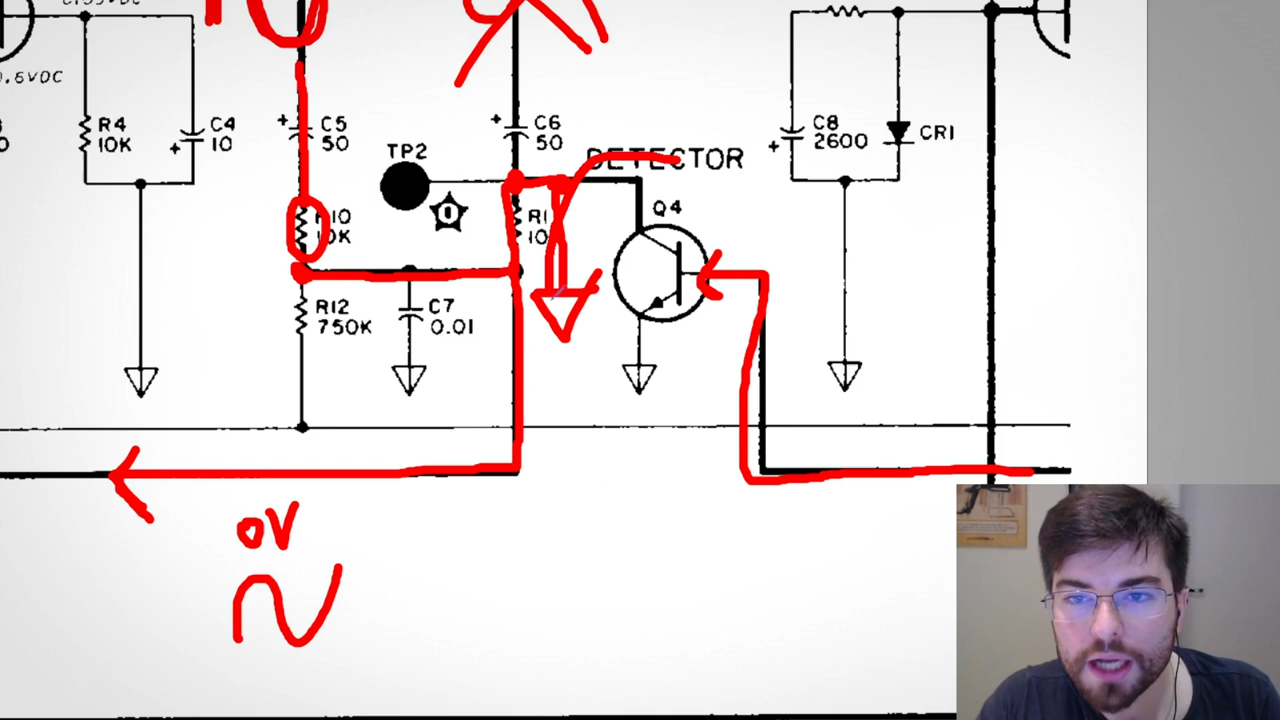 0.6VDC
R4
10K
C4
10
C5
50
TP2
C6
50
DETECTOR
C8
2600
CR1
10K
Q4
R12
750K
C7
0.01
0V